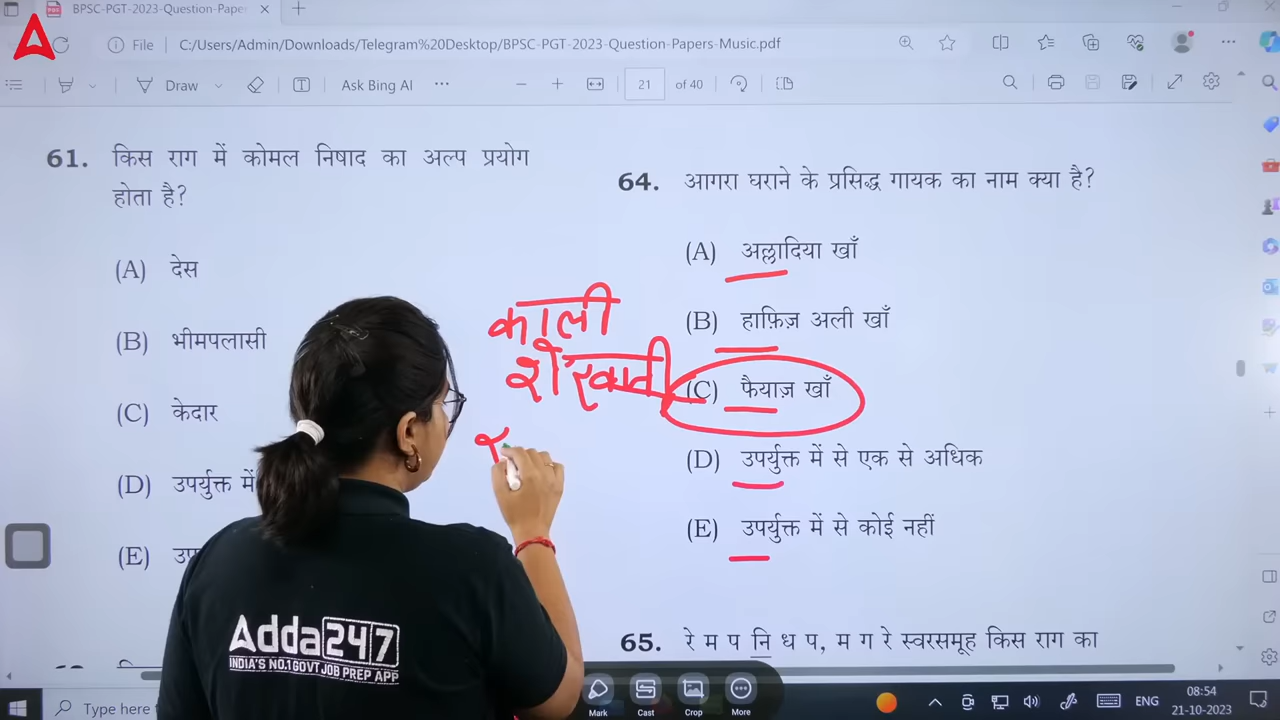 BPSC-PGT-2023-Question-Pape
File
C:/Users/Admin/Downloads/Telegram%20Desktop/BPSC-PGT-2023-Question-Papers-Music.pdf
Draw
Ask Bing AI
21
of 40
61. किस राग में कोमल निषाद का अल्प प्रयोग
होता है?
(A) देस
(B) भीमपलासी
(C) केदार
(D) उपर्युक्त में
(E)
काली
64. आगरा घराने के प्रसिद्ध गायक का नाम क्या है?
(A) अल्लादिया खाँ
(B) हाफ़िज़ अली खाँ
(C) फैयाज़ खाँ
(D) उपर्युक्त में से एक से अधिक
(E) उपर्युक्त में से कोई नहीं
65. रे म प नि ध प, म ग रे स्वरसमूह किस राग का
Adda247
INDIA'S NO.1 GOVT JOB PREP APP
Mark
Cast
Crop
More
Type here
ENG
08:54
21-10-2023